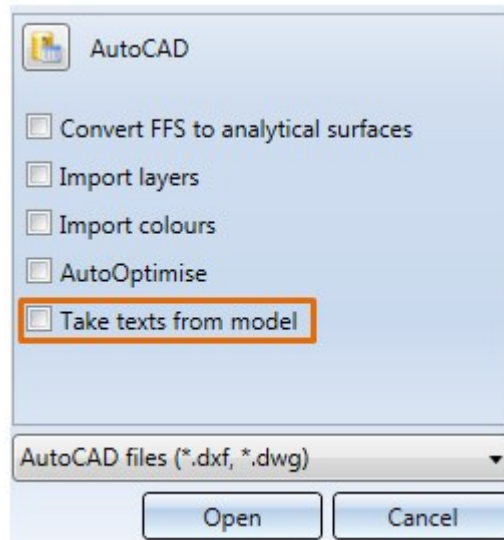 AutoCAD
Convert FFS to analytical surfaces
Import layers
Import colours
AutoOptimise
Take texts from model
AutoCAD files (*.dxf, *.dwg)
Open Cancel